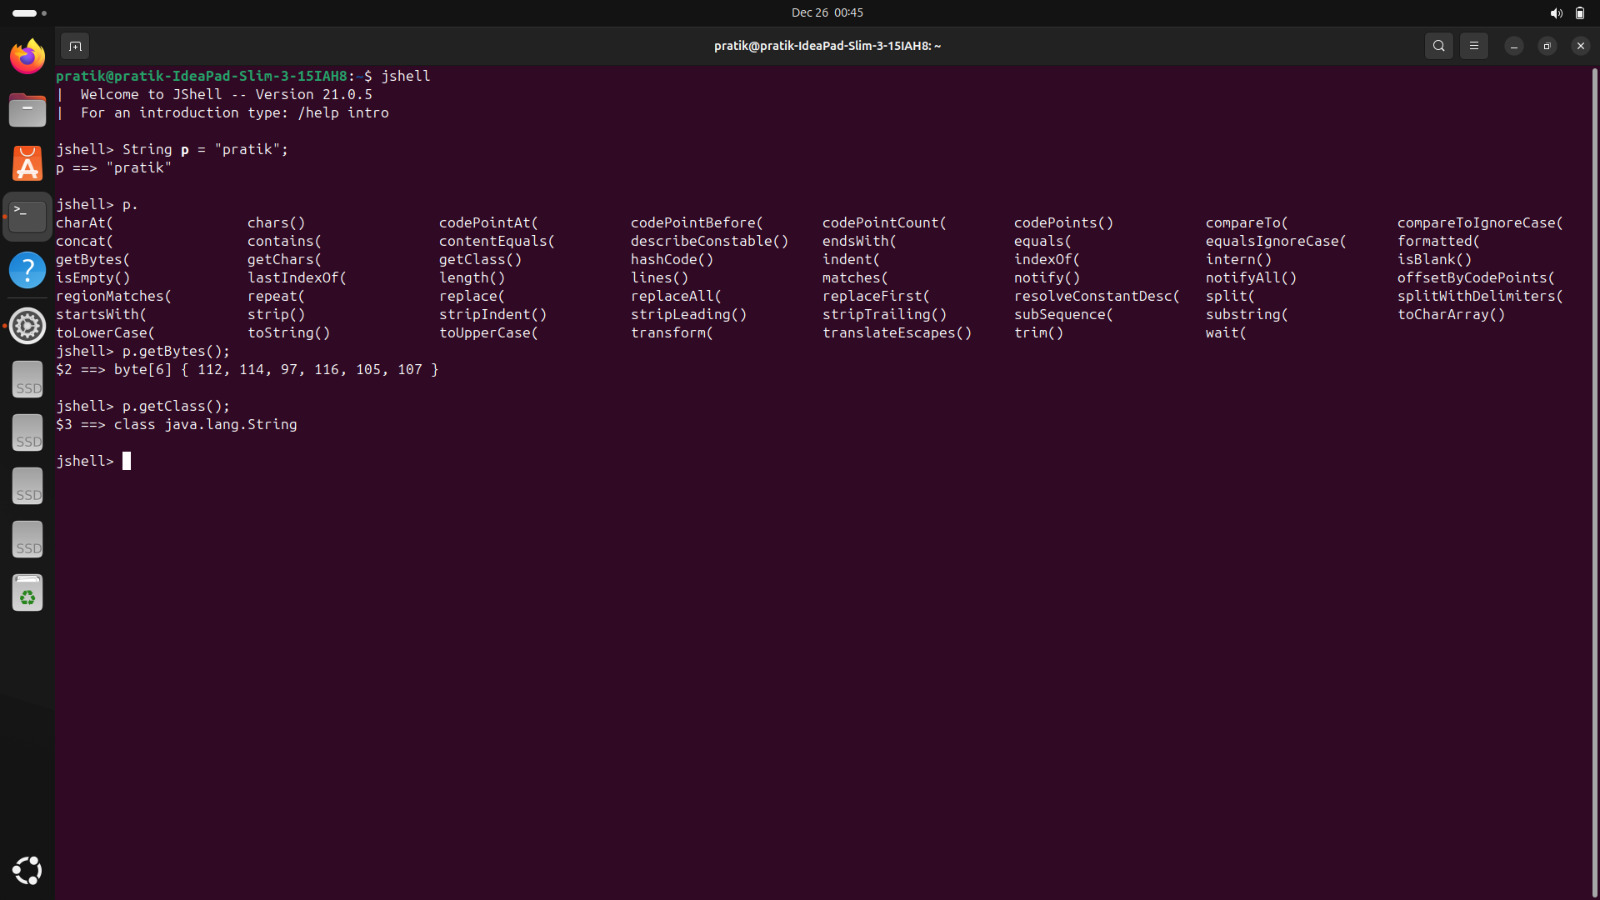 Dec 26 00:45
pratik@pratik-IdeaPad-Slim-3-15IAH8: ~
pratik@pratik-IdeaPad-Slim-3-15IAH8:~$ jshell
| Welcome to JShell -- Version 21.0.5
| For an introduction type: /help intro
jshell> String p = "pratik";
p ==> "pratik"
jshell> p.
charAt( chars() codePointAt( codePointBefore( codePointCount( codePoints() compareTo( compareToIgnoreCase(
concat( contains( contentEquals( describeConstable() endsWith( equals( equalsIgnoreCase( formatted(
getBytes( getChars( getClass() hashCode() indent( indexOf( intern() isBlank()
isEmpty() lastIndexOf( length() lines() matches( notify() notifyAll() offsetByCodePoints(
regionMatches( repeat( replace( replaceAll( replaceFirst( resolveConstantDesc( split( splitWithDelimiters(
startsWith( strip() stripIndent() stripLeading() stripTrailing() subSequence( substring( toCharArray()
toLowerCase( toString() toUpperCase( transform( translateEscapes() trim() wait(
jshell> p.getBytes();
$2 ==> byte[6] { 112, 114, 97, 116, 105, 107 }
jshell> p.getClass();
$3 ==> class java.lang.String
jshell>
>_
?
SSD
SSD
SSD
SSD